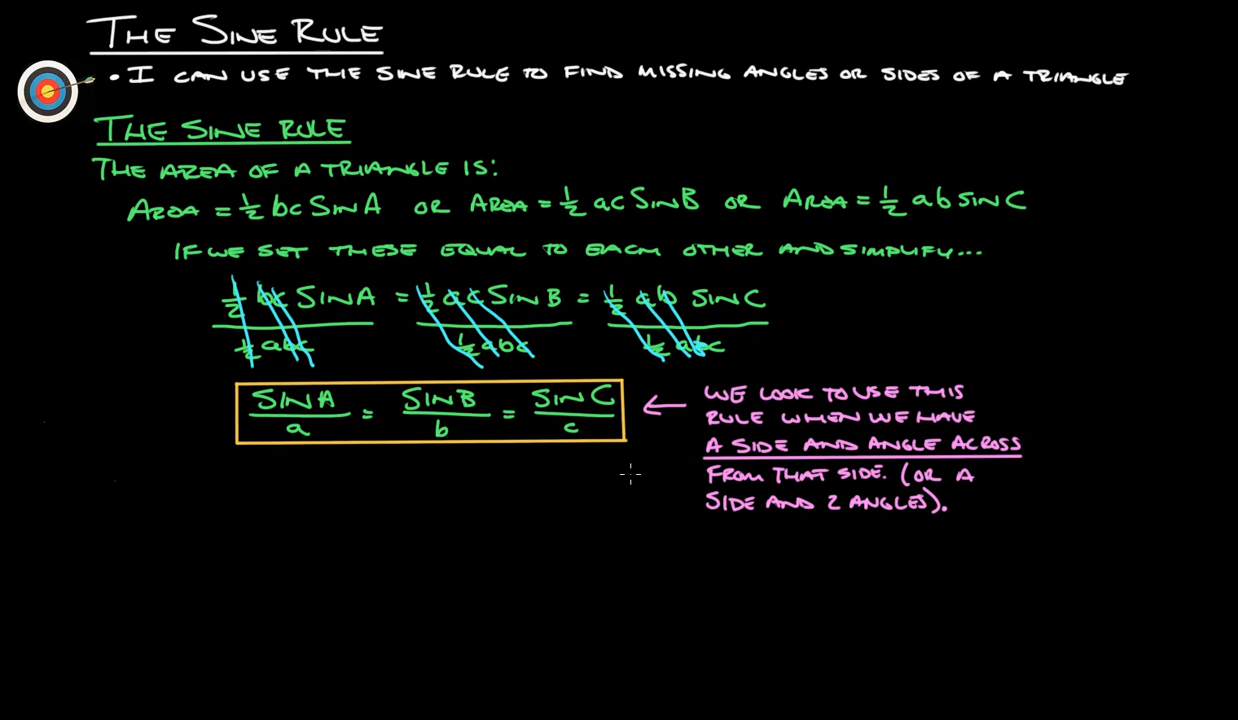 THE SINE RULE
• I CAN USE THE SINE RULE TO FIND MISSING ANGLES OR SIDES OF A TRIANGLE
THE SINE RULE
THE AREA OF A TRIANGLE IS:
AREA = 1/2 bc SIN A OR AREA = 1/2 ac SIN B OR AREA = 1/2 ab SIN C
IF WE SET THESE EQUAL TO EACH OTHER AND SIMPLIFY...
1/2 bc SIN A = 1/2 ac SIN B = 1/2 ab SIN C
1/2 abc 1/2 abc 1/2 abc
SIN A / a = SIN B / b = SIN C / c
← WE LOOK TO USE THIS
RULE WHEN WE HAVE
A SIDE AND ANGLE ACROSS
FROM THAT SIDE. (OR A
SIDE AND 2 ANGLES).